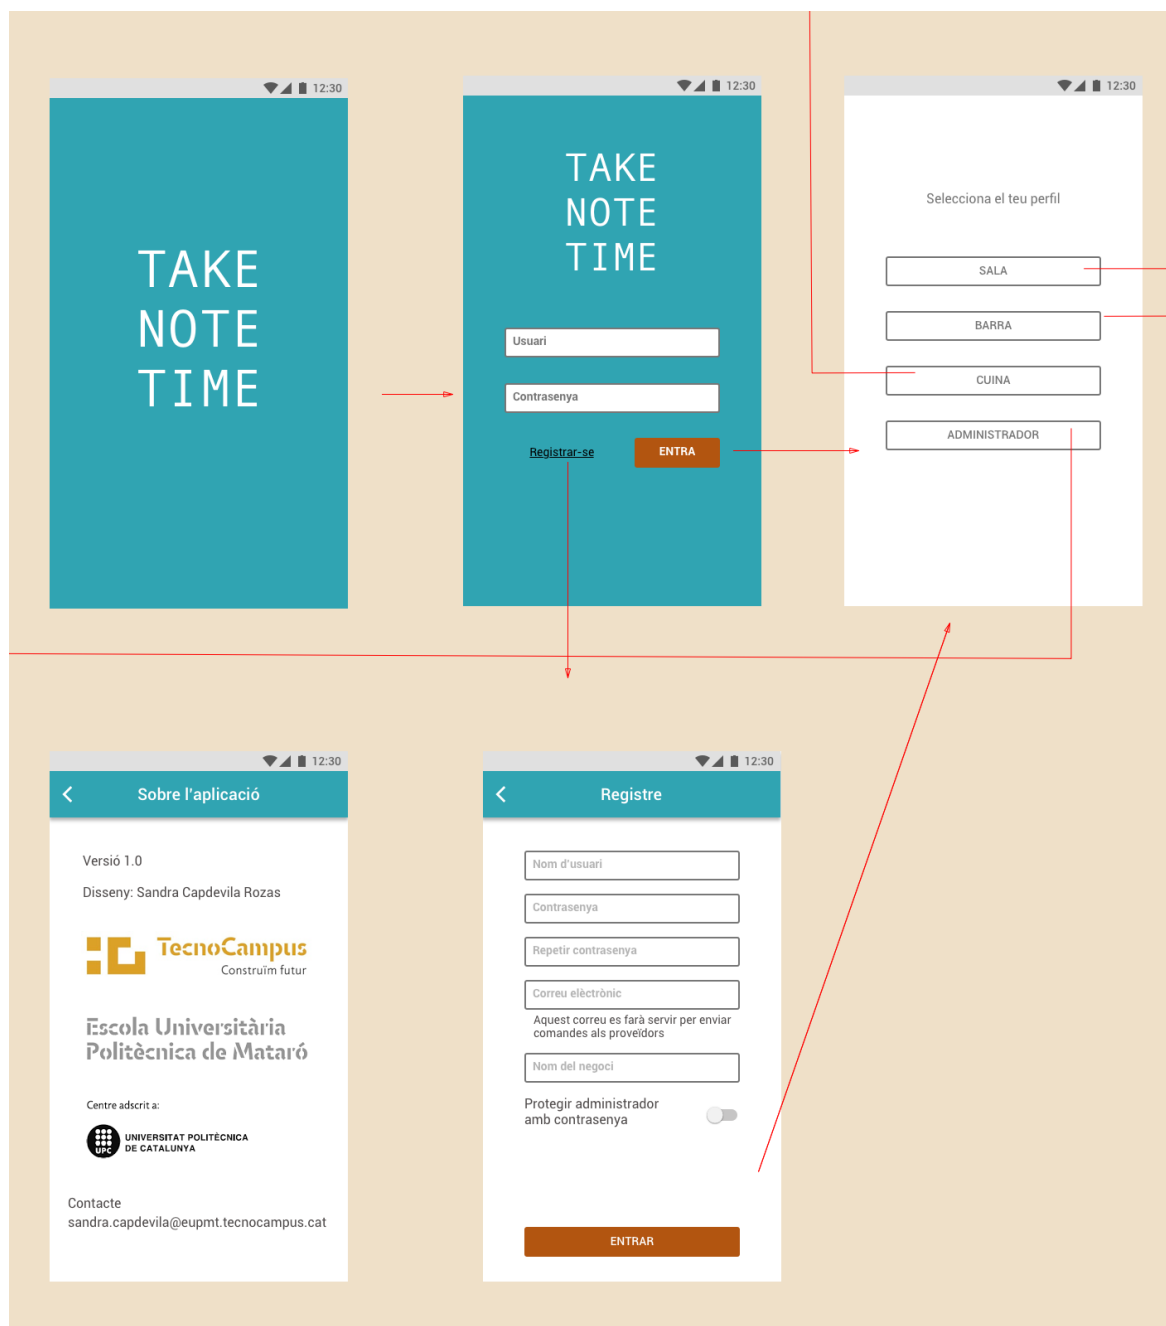 12:30
TAKE
NOTE
TIME
12:30
TAKE
NOTE
TIME
Usuari
Contrasenya
Registrar-se
ENTRA
12:30
Selecciona el teu perfil
SALA
BARRA
CUINA
ADMINISTRADOR
12:30
Sobre l'aplicació
Versió 1.0
Disseny: Sandra Capdevila Rozas
TecnoCampus
Construïm futur
Escola Universitària
Politècnica de Mataró
Centre adscrit a:
UPC
UNIVERSITAT POLITÈCNICA
DE CATALUNYA
Contacte
sandra.capdevila@eupmt.tecnocampus.cat
12:30
Registre
Nom d'usuari
Contrasenya
Repetir contrasenya
Correu elèctrònic
Aquest correu es farà servir per enviar
comandes als proveïdors
Nom del negoci
Protegir administrador
amb contrasenya
ENTRAR